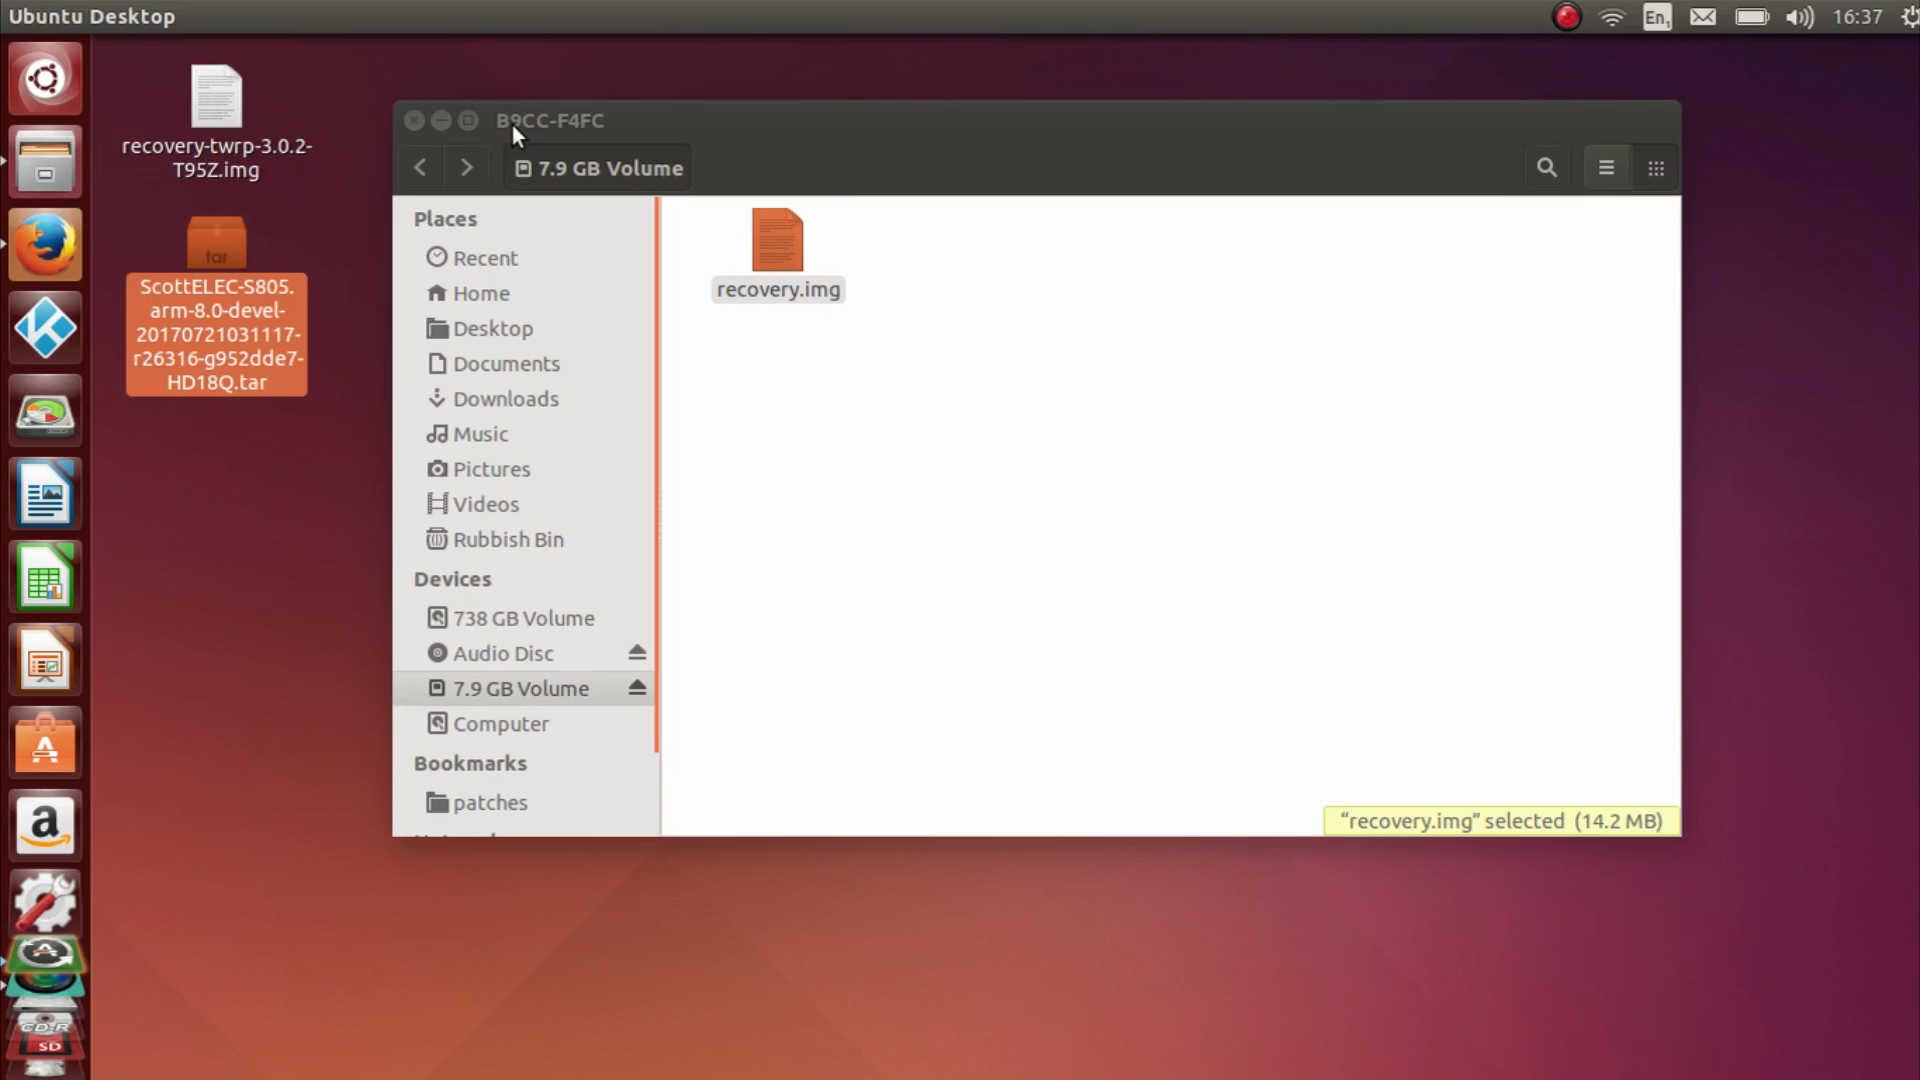 Ubuntu Desktop
En1
16:37
recovery-twrp-3.0.2-
T95Z.img
tar
ScottELEC-S805.
arm-8.0-devel-
20170721031117-
r26316-g952dde7-
HD18Q.tar
B9CC-F4FC
7.9 GB Volume
Places
Recent
Home
Desktop
Documents
Downloads
Music
Pictures
Videos
Rubbish Bin
Devices
738 GB Volume
Audio Disc
7.9 GB Volume
Computer
Bookmarks
patches
recovery.img
“recovery.img” selected (14.2 MB)
a
CD-R
SD